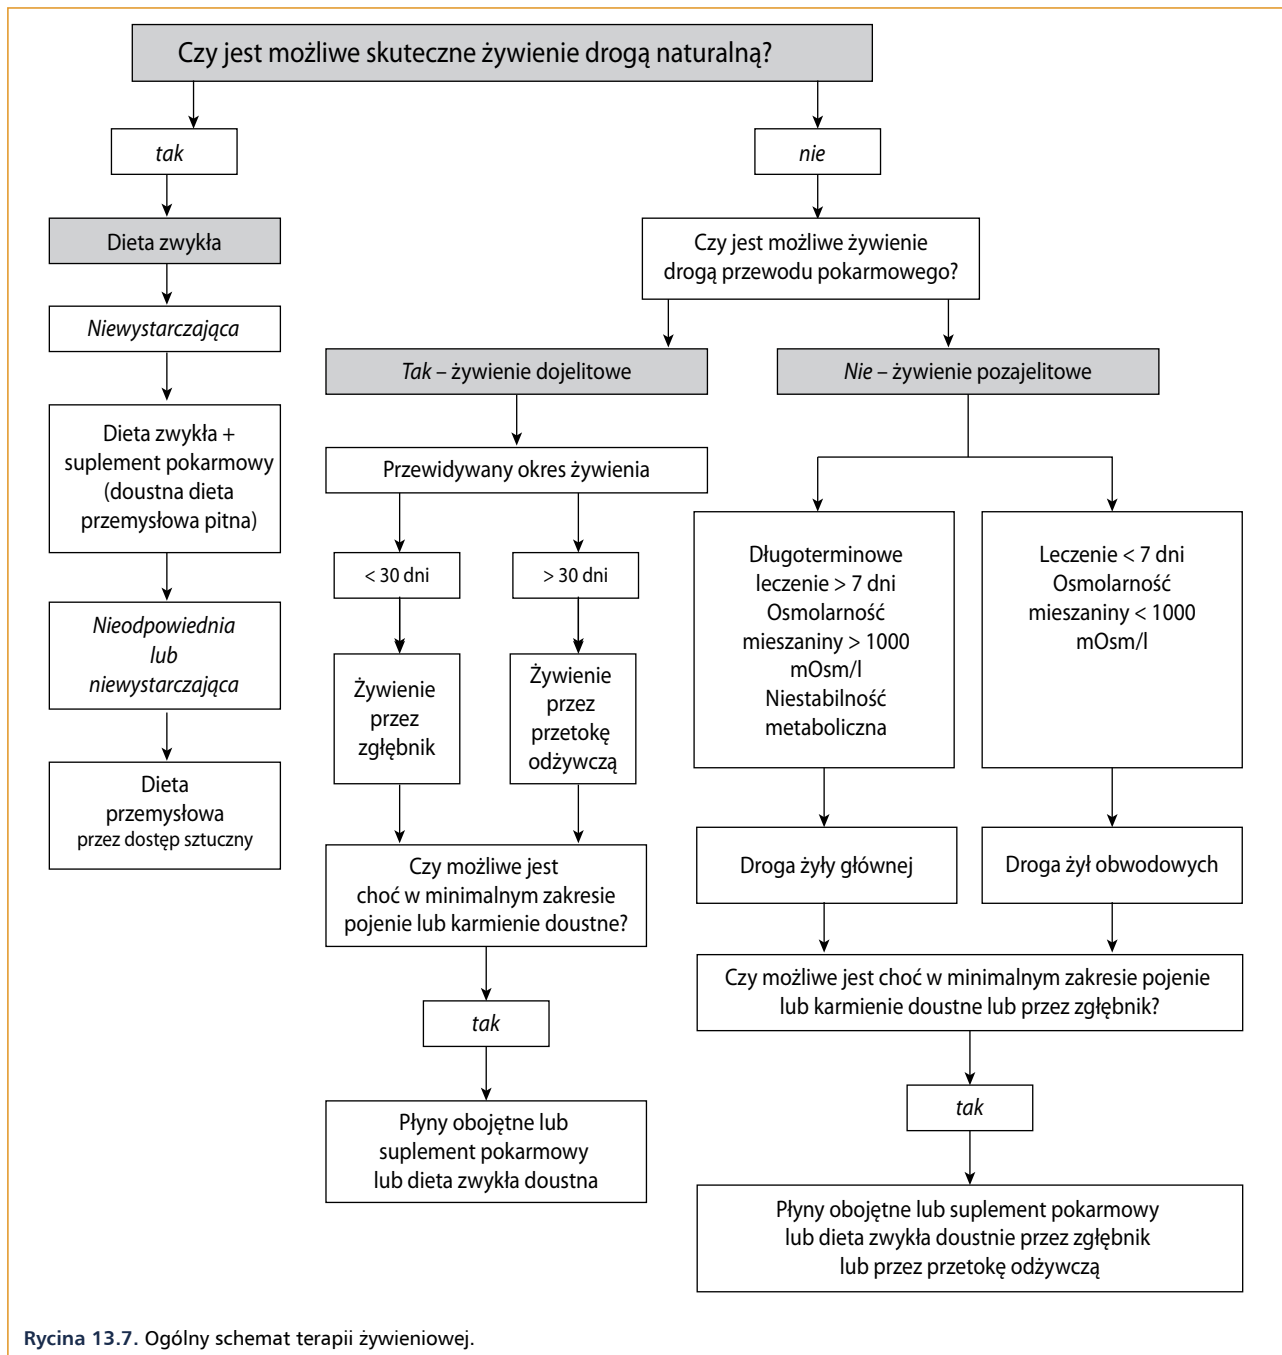 Czy jest możliwe skuteczne żywienie drogą naturalną?
tak
nie
Dieta zwykła
Niewystarczająca
Dieta zwykła +
suplement pokarmowy
(doustna dieta
przemysłowa pitna)
Nieodpowiednia
lub
niewystarczająca
Dieta
przemysłowa
przez dostęp sztuczny
Czy jest możliwe żywienie
drogą przewodu pokarmowego?
Tak – żywienie dojelitowe
Przewidywany okres żywienia
< 30 dni
> 30 dni
Żywienie
przez
zgłębnik
Żywienie
przez
przetokę
odżywczą
Czy możliwe jest
choć w minimalnym zakresie
pojenie lub karmienie doustne?
tak
Płyny obojętne lub
suplement pokarmowy
lub dieta zwykła doustna
Nie – żywienie pozajelitowe
Długoterminowe
leczenie > 7 dni
Osmolarność
mieszaniny > 1000
mOsm/l
Niestabilność
metaboliczna
Leczenie < 7 dni
Osmolarność
mieszaniny < 1000
mOsm/l
Droga żyły głównej
Droga żył obwodowych
Czy możliwe jest choć w minimalnym zakresie pojenie
lub karmienie doustne lub przez zgłębnik?
tak
Płyny obojętne lub suplement pokarmowy
lub dieta zwykła doustnie przez zgłębnik
lub przez przetokę odżywczą
Rycina 13.7. Ogólny schemat terapii żywieniowej.